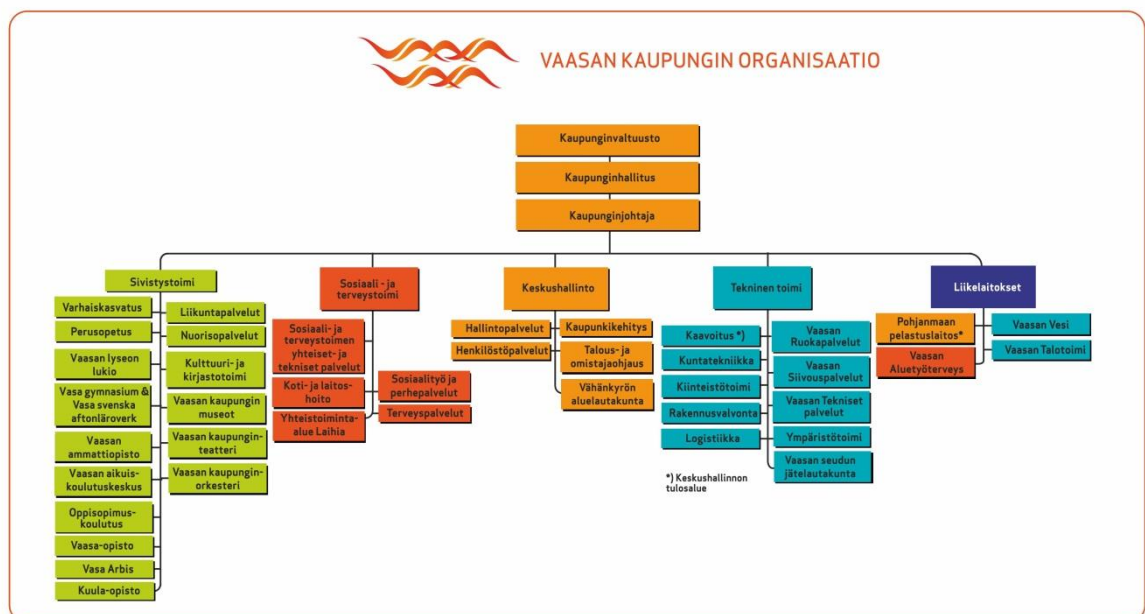 VAASAN KAUPUNGIN ORGANISAATIO
Kaupunginvaltuusto
Kaupunginhallitus
Kaupunginjohtaja
Sivistystoimi
Varhaiskasvatus
Perusopetus
Vaasan lyseon
lukio
Vasa gymnasium &
Vasa svenska
aftonläroverk
Vaasan
ammattiopisto
Vaasan aikuis-
koulutuskeskus
Oppisopimus-
koulutus
Vaasa-opisto
Vasa Arbis
Kuula-opisto
Liikuntapalvelut
Nuorisopalvelut
Kulttuuri- ja
kirjastotoimi
Vaasan kaupungin
museot
Vaasan kaupungin-
teatteri
Vaasan kaupungin-
orkesteri
Sosiaali - ja
terveystoimi
Sosiaali- ja
terveystoimen
yhteiset- ja
tekniset palvelut
Koti- ja laitos-
hoito
Yhteistoiminta-
alue Laihia
Sosiaalityö ja
perhepalvelut
Terveyspalvelut
Keskushallinto
Hallintopalvelut
Henkilöstöpalvelut
Kaupunkikehitys
Talous- ja
omistajaohjaus
Vähänkyrön
aluelautakunta
Tekninen toimi
Kaavoitus *)
Kuntatekniikka
Kiinteistötoimi
Rakennusvalvonta
Logistiikka
Vaasan
Ruokapalvelut
Vaasan
Siivouspalvelut
Vaasan Tekniset
palvelut
Ympäristötoimi
Vaasan seudun
jätelautakunta
*) Keskushallinnon
tulosalue
Liikelaitokset
Pohjanmaan
pelastuslaitos*
Vaasan
Aluetyöterveys
Vaasan Vesi
Vaasan Talotoimi